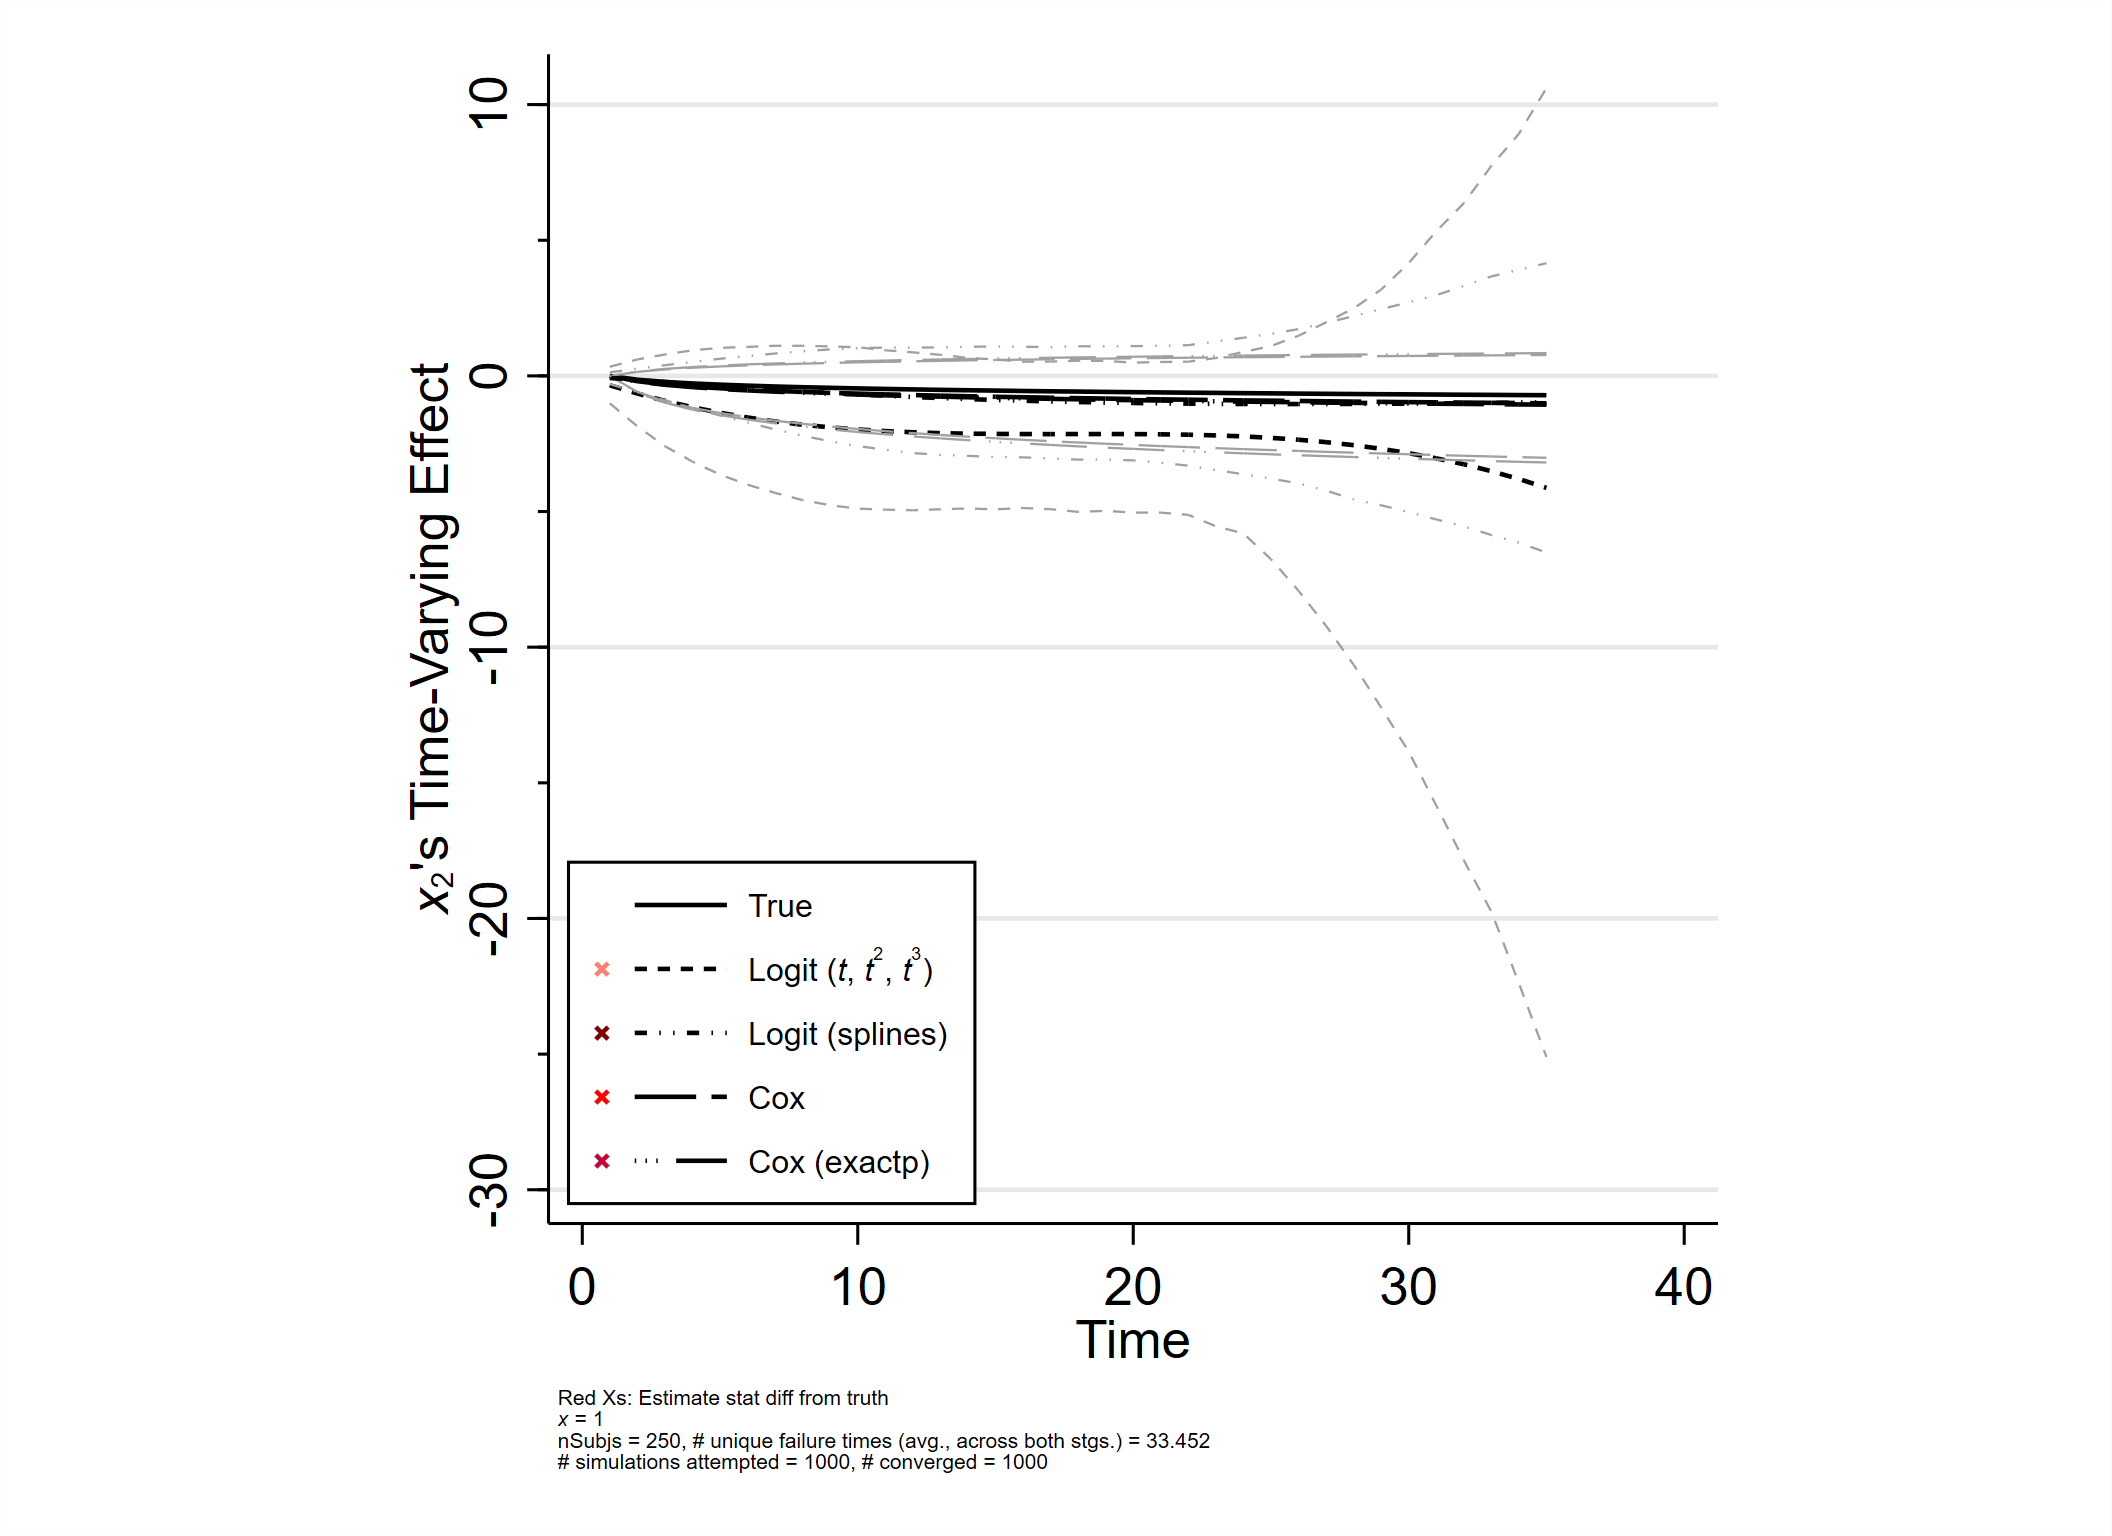 x₂'s Time-Varying Effect
10
0
-10
-20
-30
True
Logit (t, t², t³)
Logit (splines)
Cox
Cox (exactp)
0 10 20 30 40
Time
Red Xs: Estimate stat diff from truth
x = 1
nSubjs = 250, # unique failure times (avg., across both stgs.) = 33.452
# simulations attempted = 1000, # converged = 1000